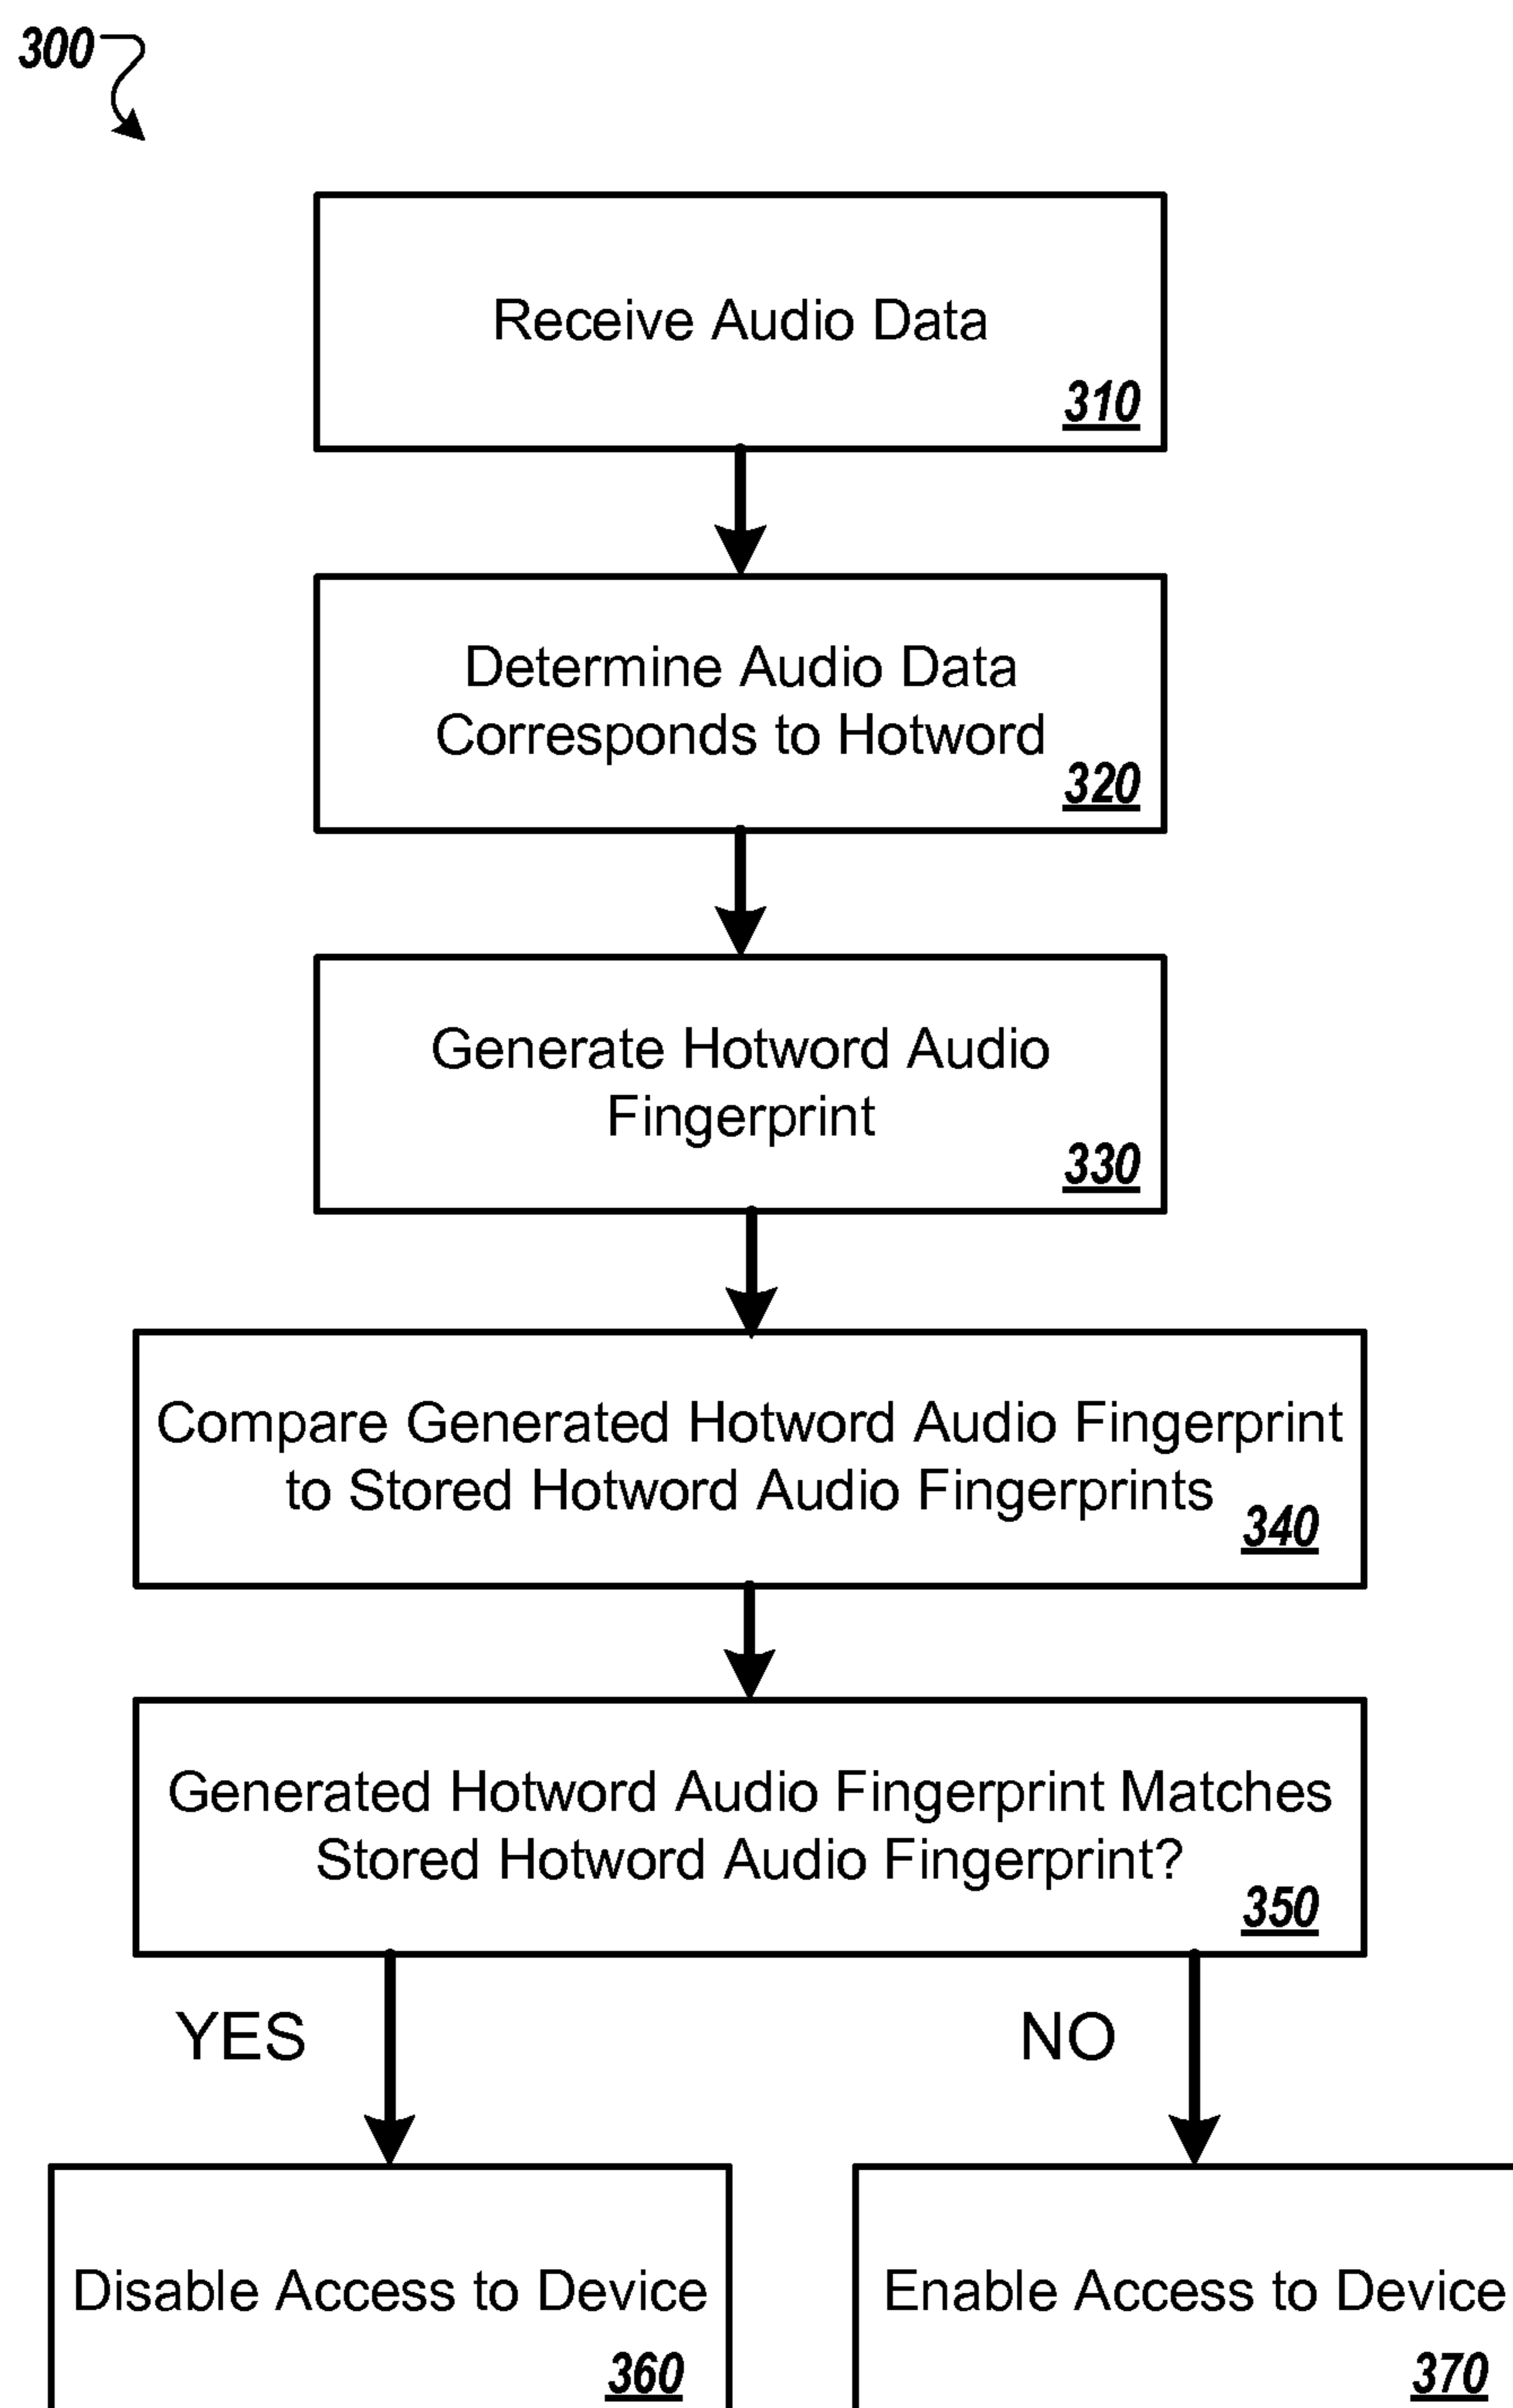 300
Receive Audio Data
310
Determine Audio Data
Corresponds to Hotword
320
Generate Hotword Audio
Fingerprint
330
Compare Generated Hotword Audio Fingerprint
to Stored Hotword Audio Fingerprints
340
Generated Hotword Audio Fingerprint Matches
Stored Hotword Audio Fingerprint?
350
YES
NO
Disable Access to Device
360
Enable Access to Device
370